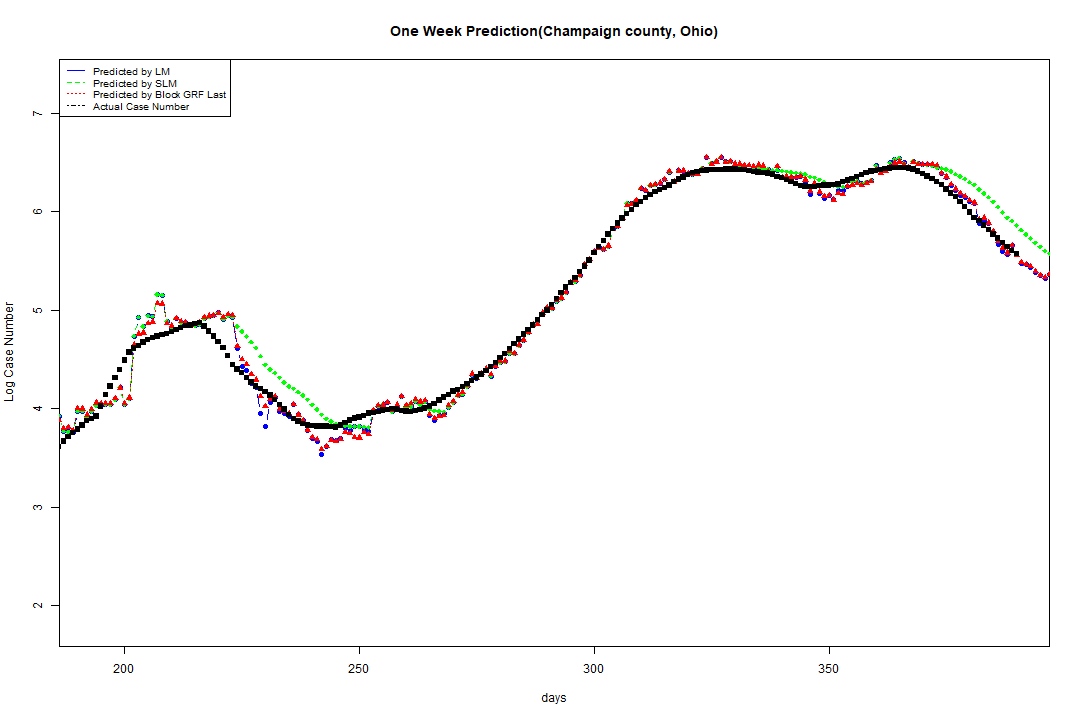 One Week Prediction(Champaign county, Ohio)
Predicted by LM
Predicted by SLM
Predicted by Block GRF Last
Actual Case Number
7
6
5
4
3
2
Log Case Number
200 250 300 350
days